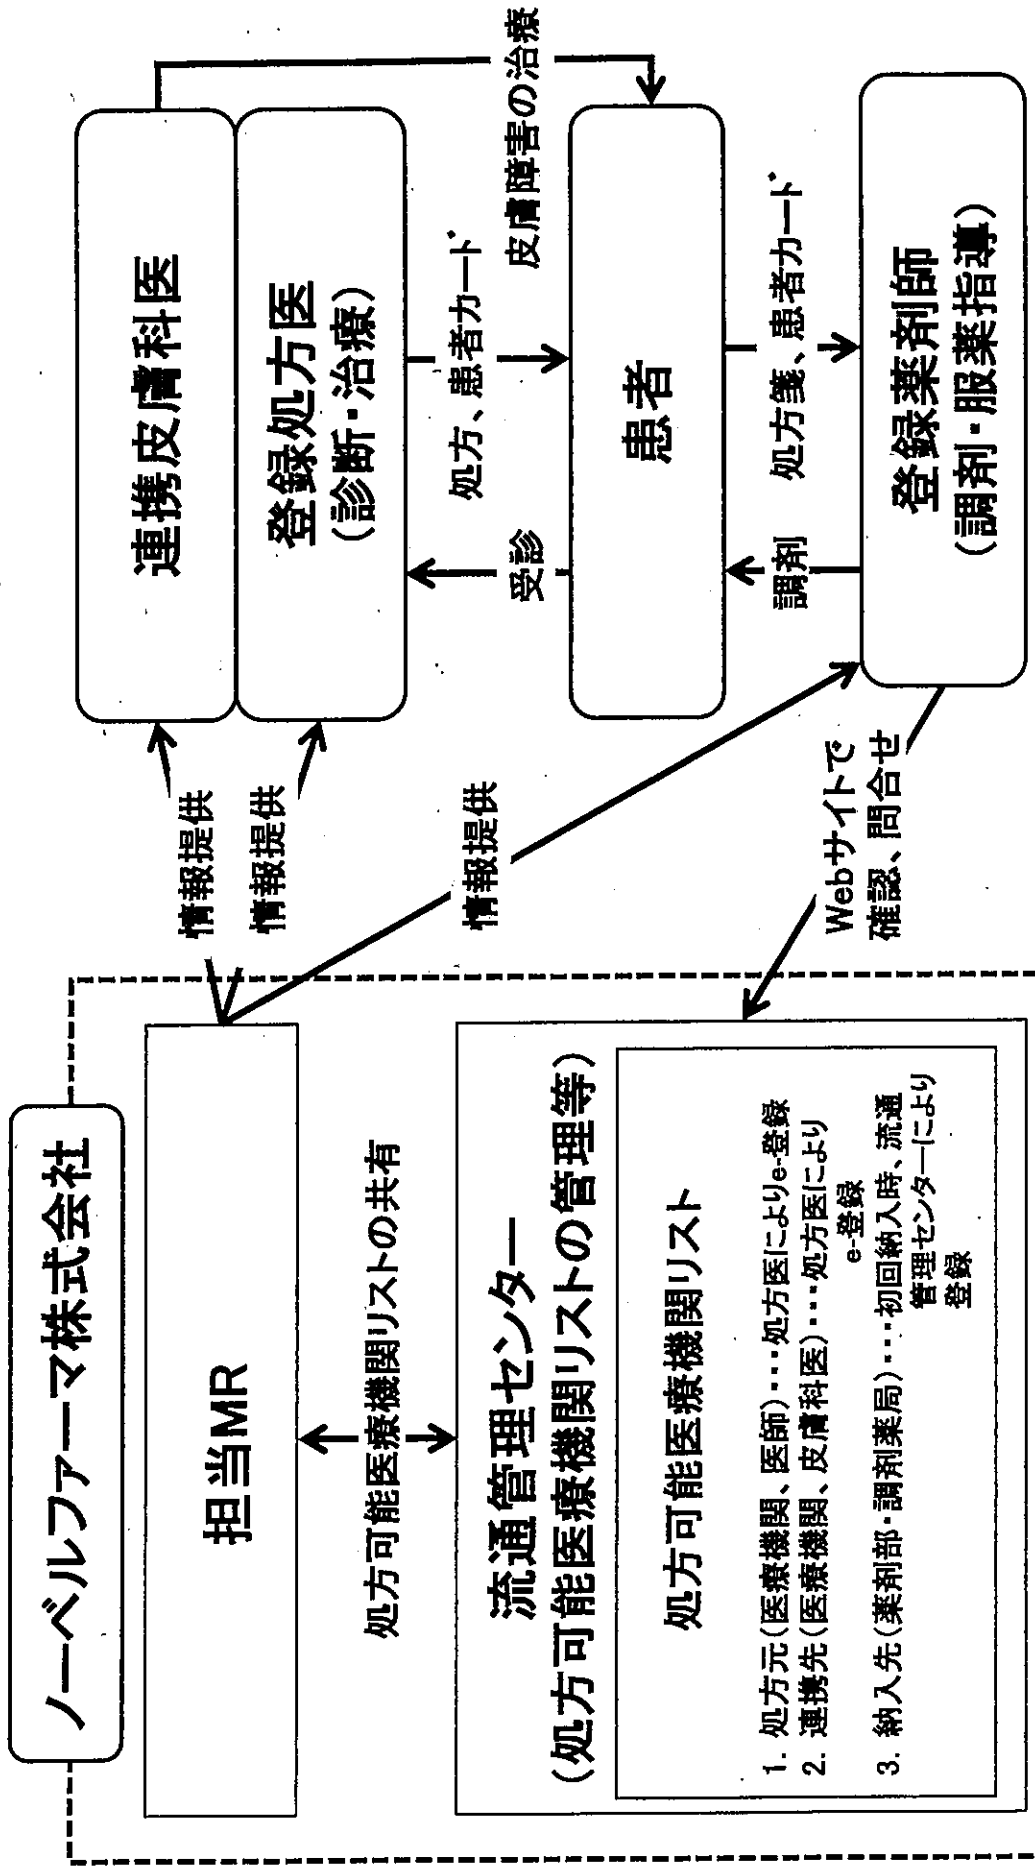 ノーベルファーマ株式会社
担当MR
処方可能医療機関リストの共有
流通管理センター
(処方可能医療機関リストの管理等)
処方可能医療機関リスト
1. 処方元(医療機関、医師)・・・処方医によりe-登録
2. 連携先(医療機関、皮膚科医)・・・処方医により
e-登録
3. 納入先(薬剤部・調剤薬局)・・・初回納入時、流通
管理センターにより
登録
情報提供
情報提供
情報提供
Webサイトで
確認、問合せ
連携皮膚科医
登録処方医
(診断・治療)
受診
処方、患者カード
皮膚障害の治療
患者
調剤
処方箋、患者カード
登録薬剤師
(調剤・服薬指導)